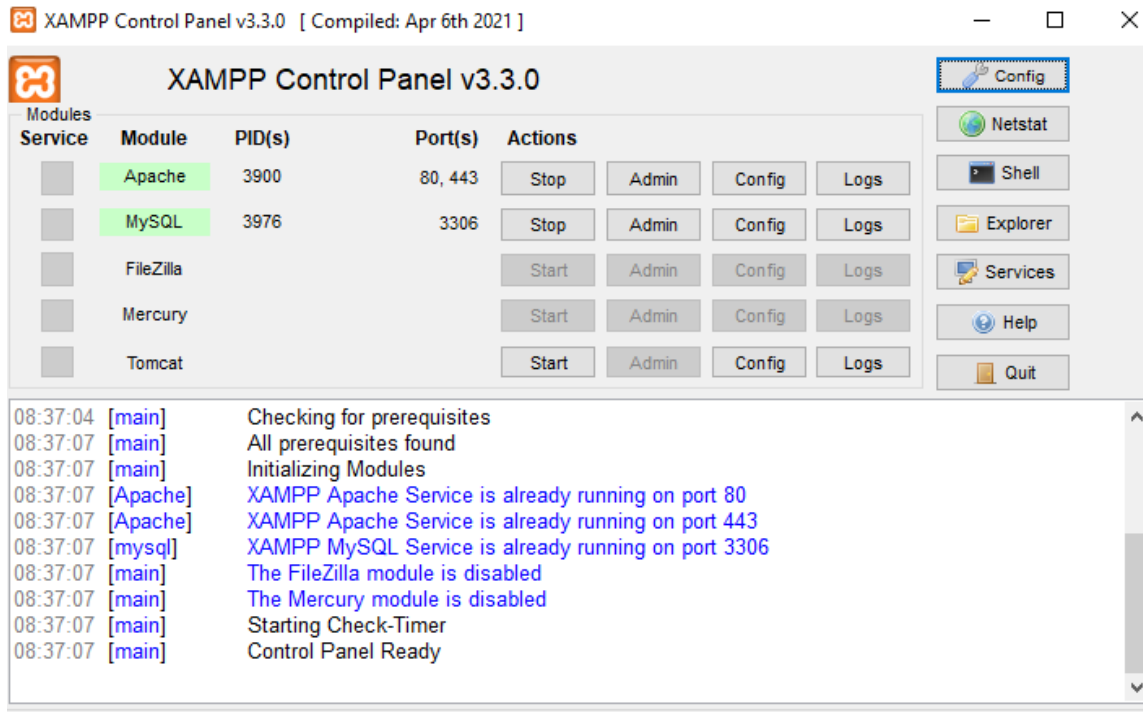 XAMPP Control Panel v3.3.0 [ Compiled: Apr 6th 2021 ]
XAMPP Control Panel v3.3.0
Config
Modules
Netstat
Service Module PID(s) Port(s) Actions
Apache 3900 80, 443 Stop Admin Config Logs
Shell
MySQL 3976 3306 Stop Admin Config Logs
Explorer
FileZilla Start Admin Config Logs
Services
Mercury Start Admin Config Logs
Help
Tomcat Start Admin Config Logs
Quit
08:37:04 [main] Checking for prerequisites
08:37:07 [main] All prerequisites found
08:37:07 [main] Initializing Modules
08:37:07 [Apache] XAMPP Apache Service is already running on port 80
08:37:07 [Apache] XAMPP Apache Service is already running on port 443
08:37:07 [mysql] XAMPP MySQL Service is already running on port 3306
08:37:07 [main] The FileZilla module is disabled
08:37:07 [main] The Mercury module is disabled
08:37:07 [main] Starting Check-Timer
08:37:07 [main] Control Panel Ready